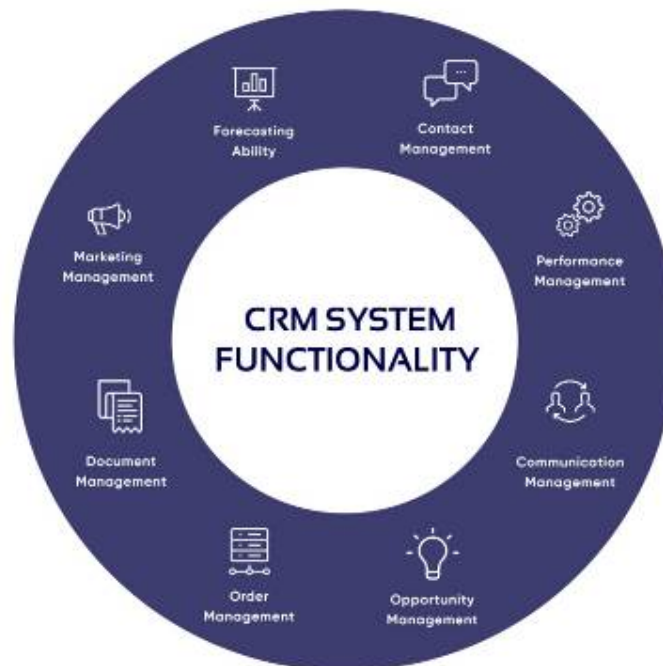 CRM SYSTEM
FUNCTIONALITY
Forecasting
Ability
Contact
Management
Performance
Management
Communication
Management
Opportunity
Management
Order
Management
Document
Management
Marketing
Management